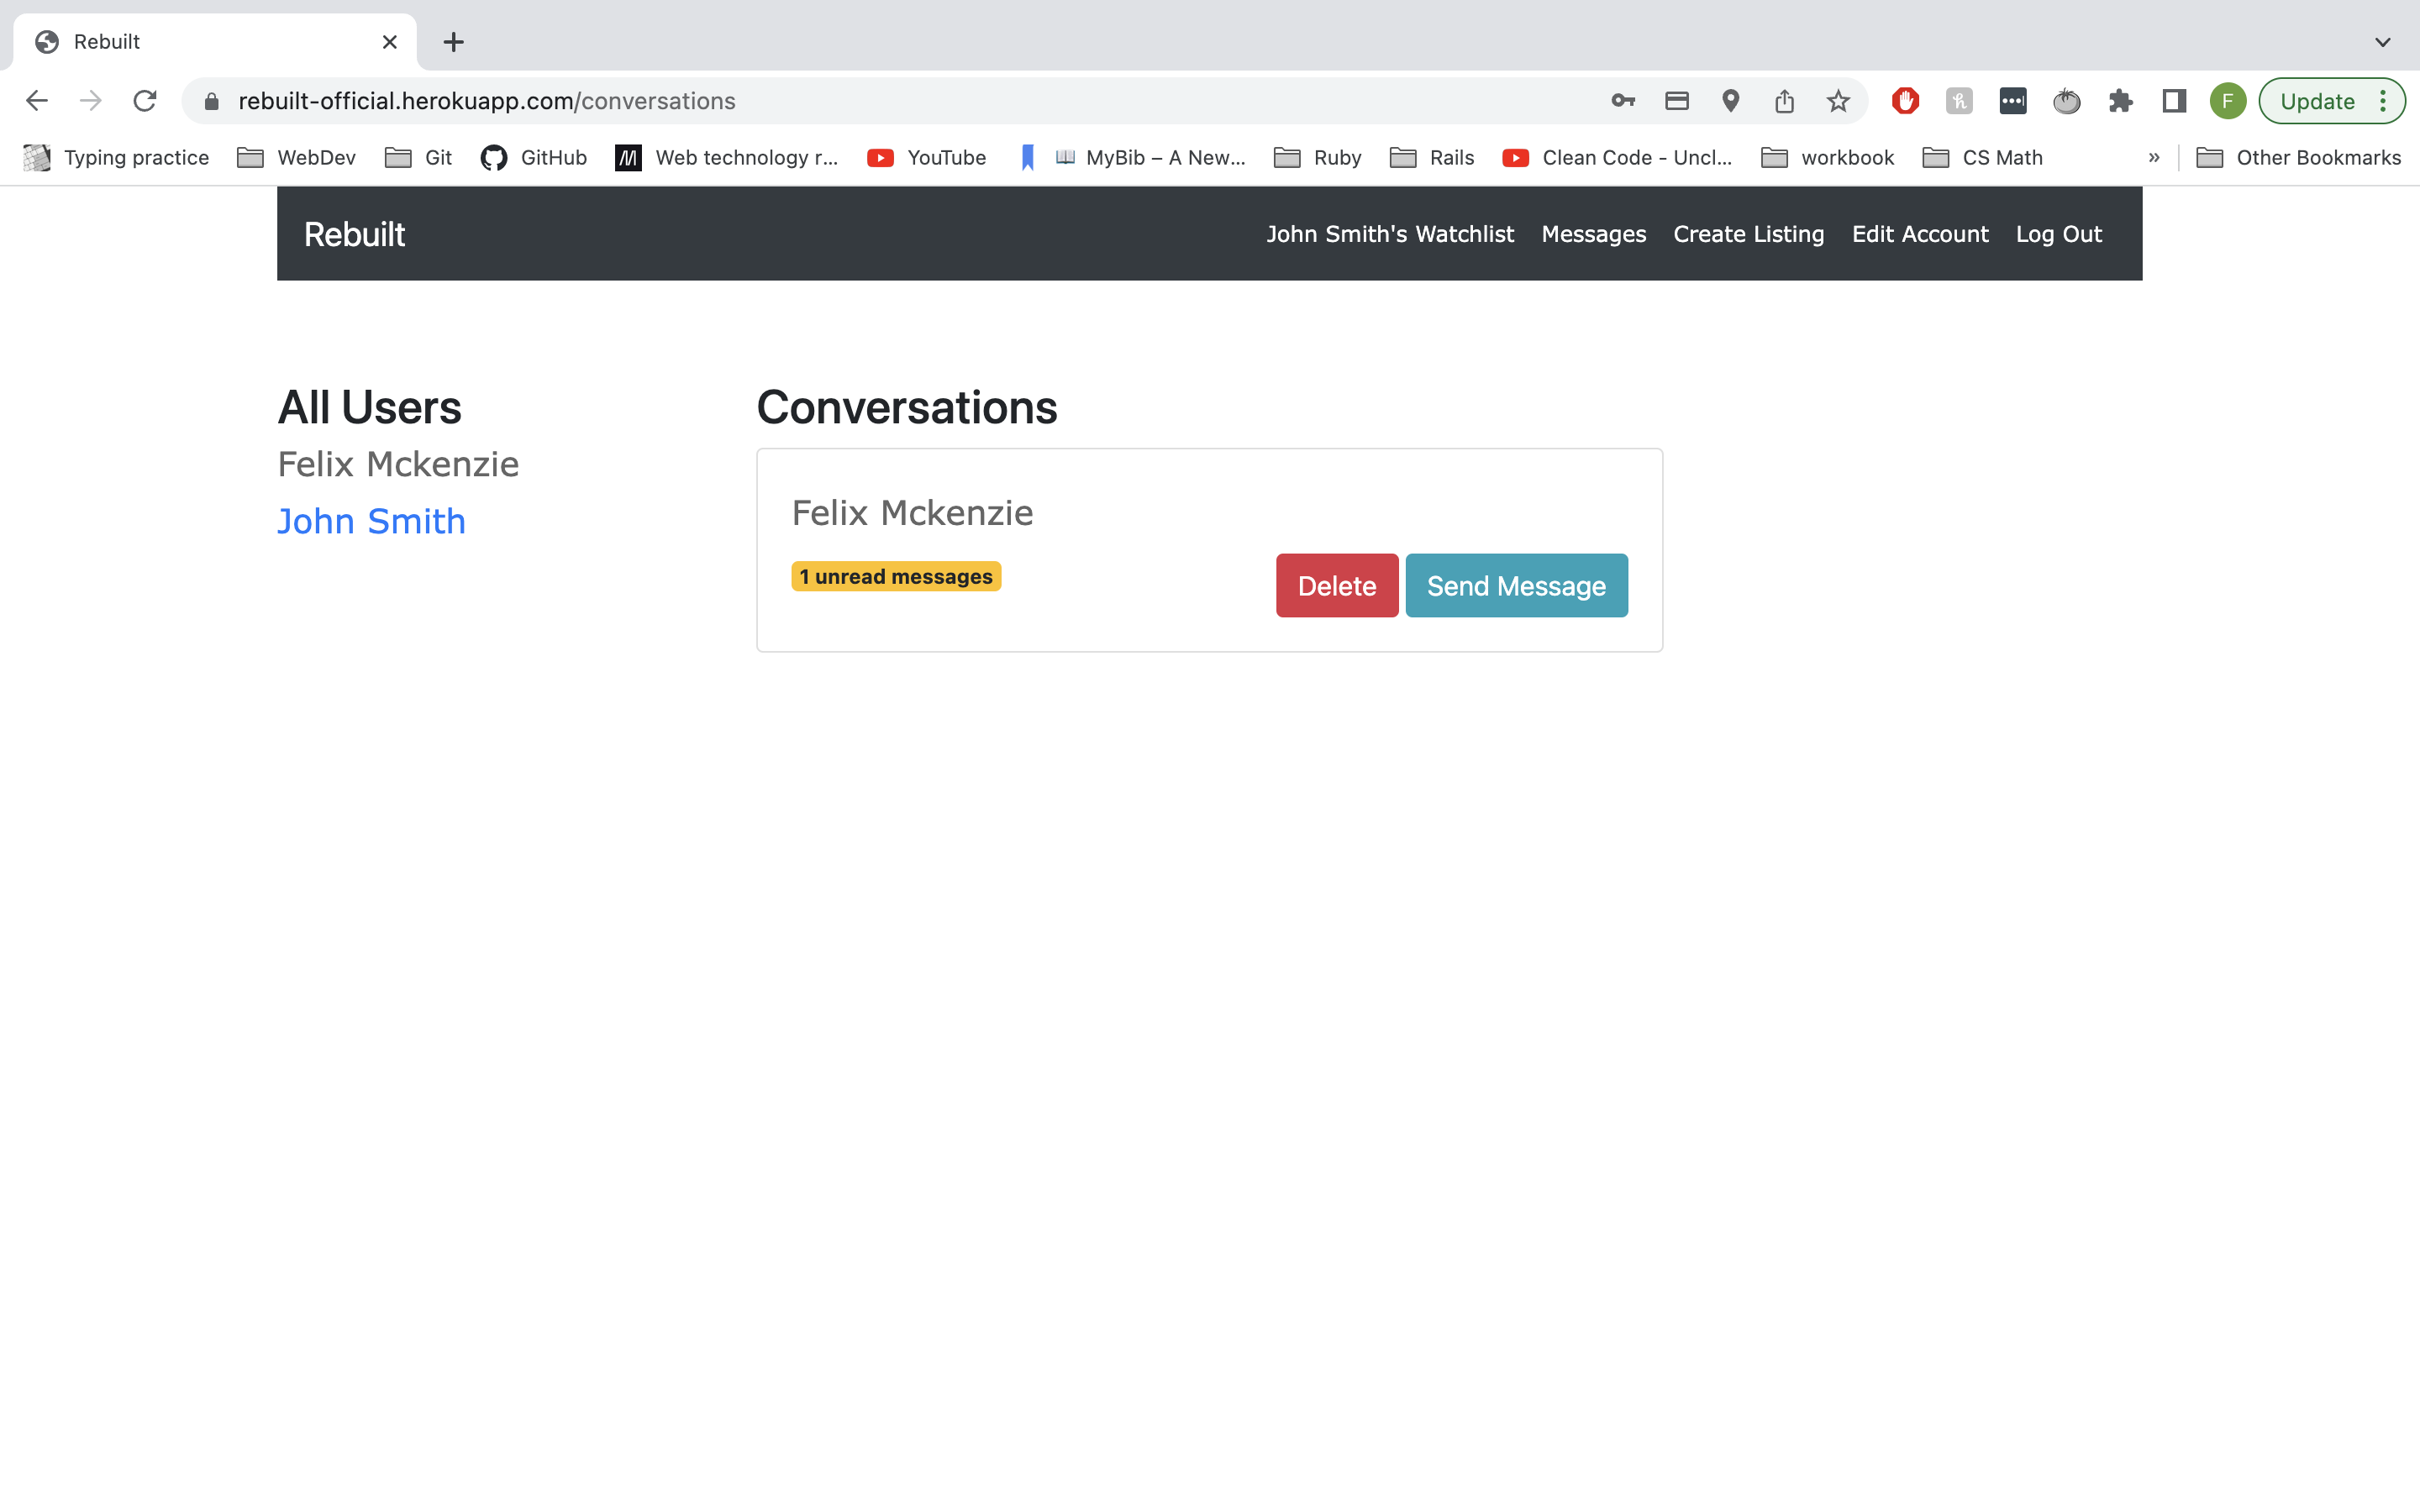 Rebuilt
rebuilt-official.herokuapp.com/conversations
F
Update
Typing practice WebDev Git GitHub Web technology r... YouTube MyBib – A New... Ruby Rails Clean Code - Uncl... workbook CS Math » Other Bookmarks
Rebuilt John Smith's Watchlist Messages Create Listing Edit Account Log Out
All Users
Felix Mckenzie
John Smith
Conversations
Felix Mckenzie
1 unread messages
Delete Send Message